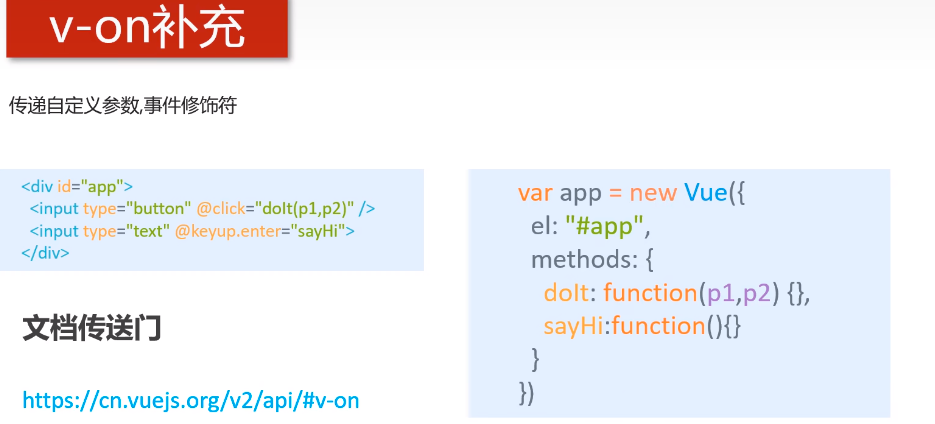 v-on补充
传递自定义参数,事件修饰符
<div id="app">
<input type="button" @click="doIt(p1,p2)" />
<input type="text" @keyup.enter="sayHi">
</div>
文档传送门
https://cn.vuejs.org/v2/api/#v-on
var app = new Vue({
el: "#app",
methods: {
doIt: function(p1,p2) {},
sayHi:function(){}
}
})